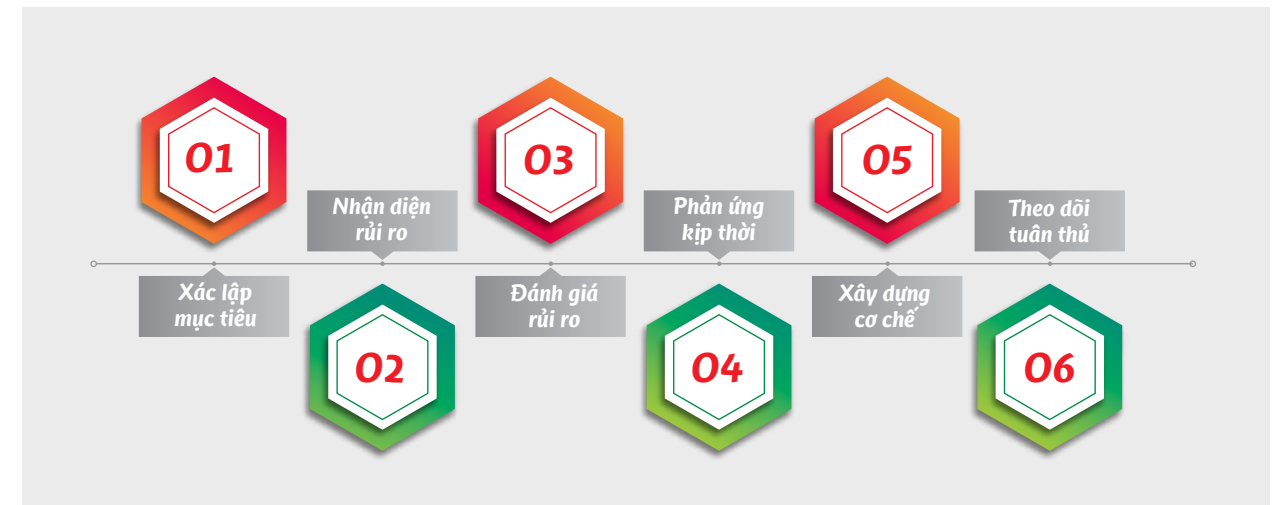 01
Xác lập
mục tiêu
02
Nhận diện
rủi ro
03
Đánh giá
rủi ro
04
Phản ứng
kịp thời
05
Xây dựng
cơ chế
06
Theo dõi
tuân thủ